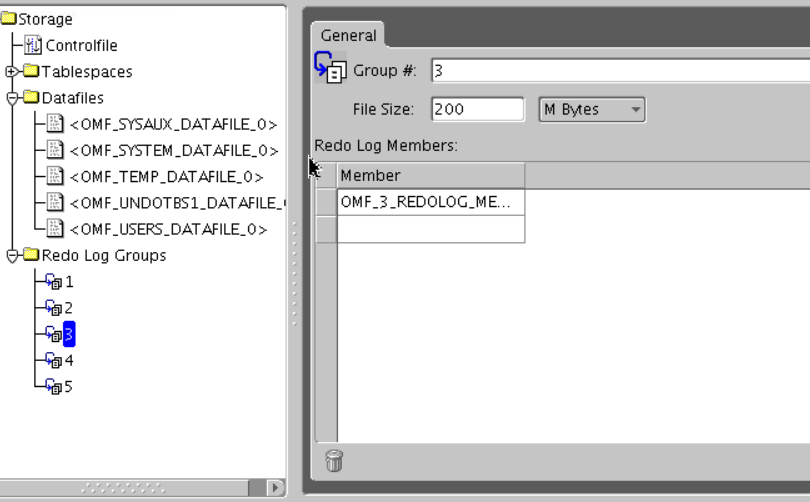 Storage
Controlfile
Tablespaces
Datafiles
<OMF_SYSAUX_DATAFILE_0>
<OMF_SYSTEM_DATAFILE_0>
<OMF_TEMP_DATAFILE_0>
<OMF_UNDOTBS1_DATAFILE_
<OMF_USERS_DATAFILE_0>
Redo Log Groups
1
2
3
4
5
General
Group #: 3
File Size: 200 M Bytes
Redo Log Members:
Member
OMF_3_REDOLOG_ME...